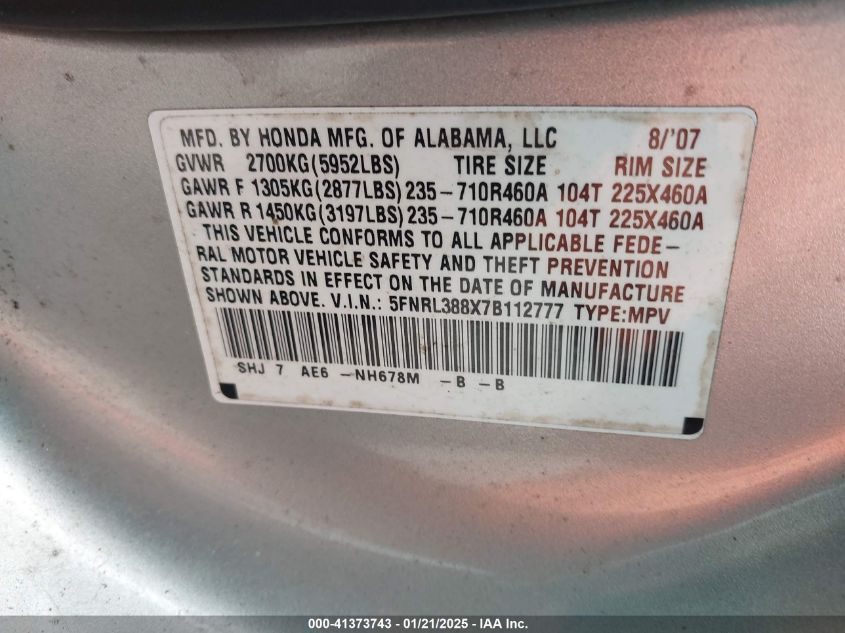 MFD. BY HONDA MFG. OF ALABAMA, LLC 8/'07
GVWR 2700KG(5952LBS) TIRE SIZE RIM SIZE
GAWR F 1305KG(2877LBS) 235-710R460A 104T 225X460A
GAWR R 1450KG(3197LBS) 235-710R460A 104T 225X460A
THIS VEHICLE CONFORMS TO ALL APPLICABLE FEDE-
RAL MOTOR VEHICLE SAFETY AND THEFT PREVENTION
STANDARDS IN EFFECT ON THE DATE OF MANUFACTURE
SHOWN ABOVE. V.I.N.: 5FNRL388X7B112777 TYPE:MPV
SHJ 7 AE6 -NH678M -B -B
000-41373743 / 01/21/2025 - IAA Inc.